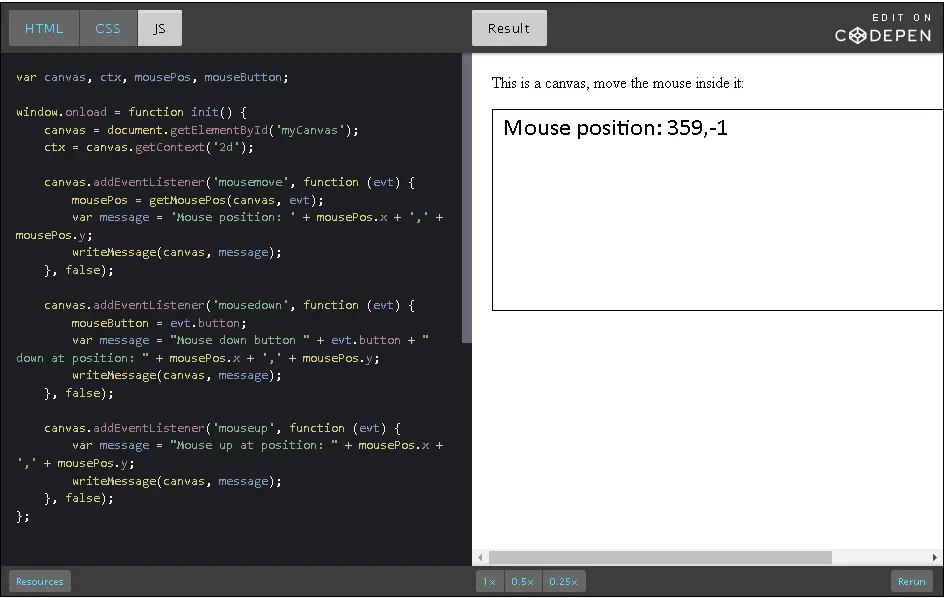 HTML CSS JS
Result
EDIT ON
CODEPEN
var canvas, ctx, mousePos, mouseButton;
window.onload = function init() {
canvas = document.getElementById('myCanvas');
ctx = canvas.getContext('2d');
canvas.addEventListener('mousemove', function (evt) {
mousePos = getMousePos(canvas, evt);
var message = 'Mouse position: ' + mousePos.x + ',' +
mousePos.y;
writeMessage(canvas, message);
}, false);
canvas.addEventListener('mousedown', function (evt) {
mouseButton = evt.button;
var message = "Mouse down button " + evt.button + "
down at position: " + mousePos.x + ',' + mousePos.y;
writeMessage(canvas, message);
}, false);
canvas.addEventListener('mouseup', function (evt) {
var message = "Mouse up at position: " + mousePos.x +
',' + mousePos.y;
writeMessage(canvas, message);
}, false);
};
This is a canvas, move the mouse inside it:
Mouse position: 359,-1
Resources
1x 0.5x 0.25x
Rerun